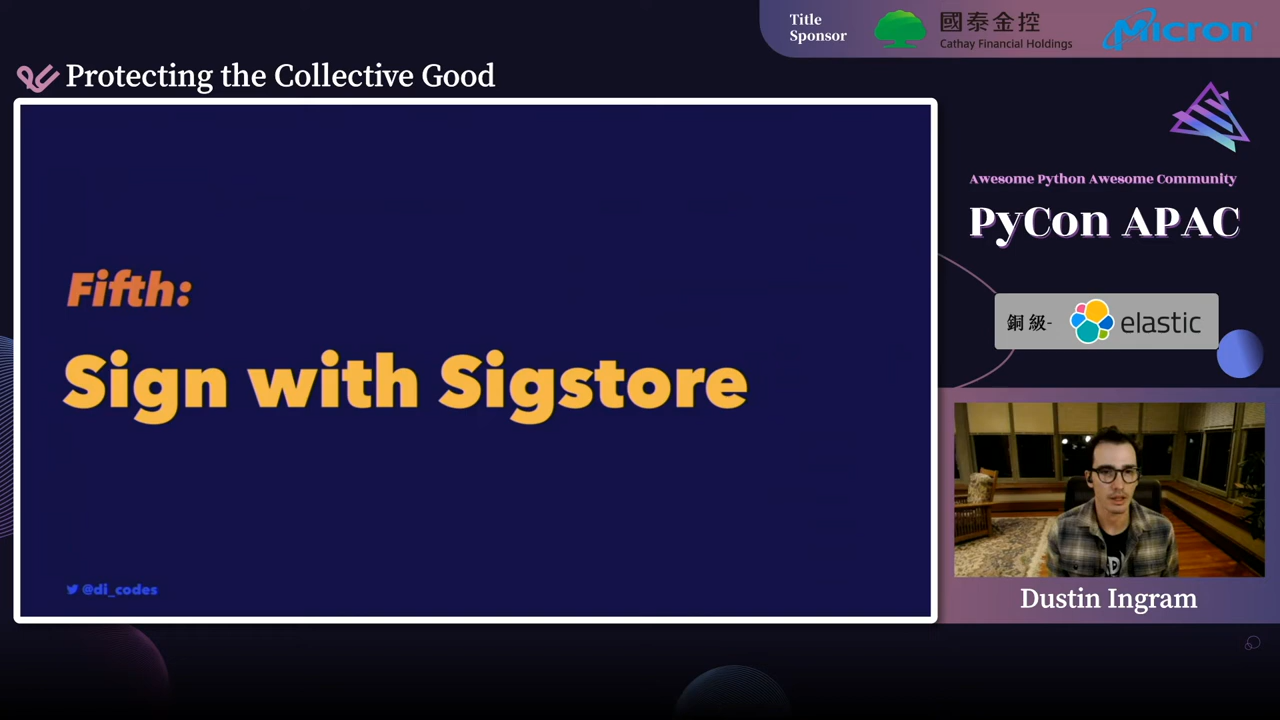 Title
Sponsor
國泰金控
Cathay Financial Holdings
Micron
Protecting the Collective Good
Fifth:
Sign with Sigstore
@di_codes
Awesome Python Awesome Community
PyCon APAC
銅級-
elastic
Dustin Ingram